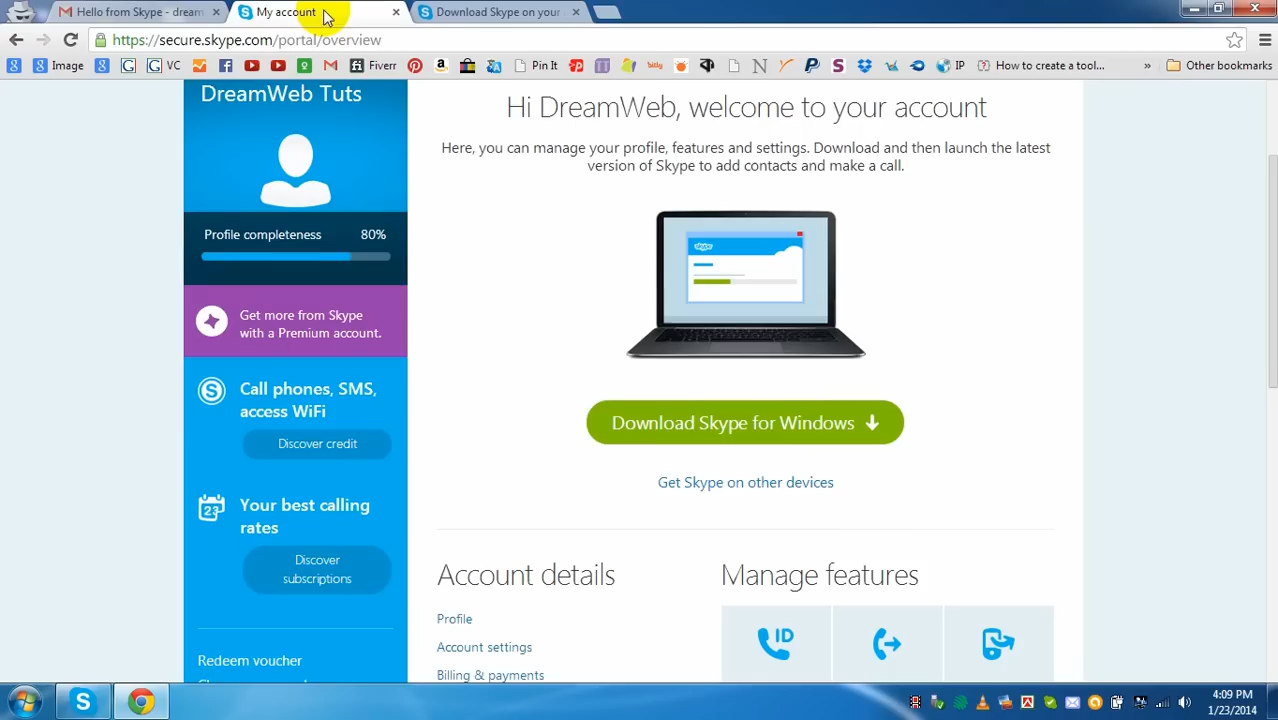 Hello from Skype - dream
My account
Download Skype on your
https://secure.skype.com/portal/overview
Image
VC
Fiverr
Pin It
bitly
IP
How to create a tool...
»
Other bookmarks
DreamWeb Tuts
Profile completeness 80%
Get more from Skype
with a Premium account.
Call phones, SMS,
access WiFi
Discover credit
23
Your best calling
rates
Discover
subscriptions
Redeem voucher
Hi DreamWeb, welcome to your account
Here, you can manage your profile, features and settings. Download and then launch the latest
version of Skype to add contacts and make a call.
skype
Download Skype for Windows
Get Skype on other devices
Account details
Profile
Account settings
Billing & payments
Manage features
ID
4:09 PM
1/23/2014